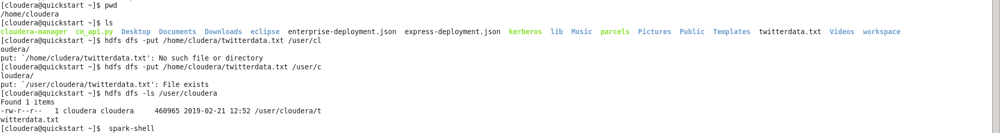 [cloudera@quickstart ~]$ pwd
/home/cloudera
[cloudera@quickstart ~]$ ls
cloudera-manager  cm_api.py  Desktop  Documents  Downloads  eclipse  enterprise-deployment.json  express-deployment.json  kerberos  lib  Music  parcels  Pictures  Public  Templates  twitterdata.txt  Videos  workspace
[cloudera@quickstart ~]$ hdfs dfs -put /home/cludera/twitterdata.txt /user/cl
oudera/
put: `/home/cludera/twitterdata.txt': No such file or directory
[cloudera@quickstart ~]$ hdfs dfs -put /home/cloudera/twitterdata.txt /user/c
loudera/
put: `/user/cloudera/twitterdata.txt': File exists
[cloudera@quickstart ~]$ hdfs dfs -ls /user/cloudera
Found 1 items
-rw-r--r--   1 cloudera cloudera     460965 2019-02-21 12:52 /user/cloudera/t
witterdata.txt
[cloudera@quickstart ~]$  spark-shell